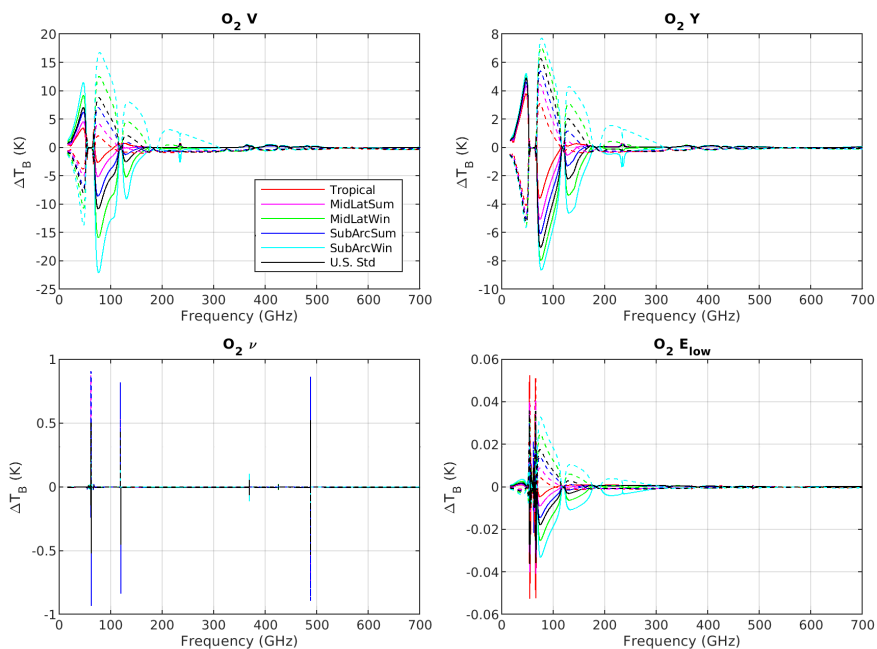 O2 V
20
15
10
5
0
-5
-10
-15
-20
-25
ΔTB (K)
0 100 200 300 400 500 600 700
Frequency (GHz)
Tropical
MidLatSum
MidLatWin
SubArcSum
SubArcWin
U.S. Std
O2 Y
8
6
4
2
0
-2
-4
-6
-8
-10
ΔTB (K)
0 100 200 300 400 500 600 700
Frequency (GHz)
O2 ν
1
0.5
0
-0.5
-1
ΔTB (K)
0 100 200 300 400 500 600 700
Frequency (GHz)
O2 Elow
0.06
0.04
0.02
0
-0.02
-0.04
-0.06
ΔTB (K)
0 100 200 300 400 500 600 700
Frequency (GHz)